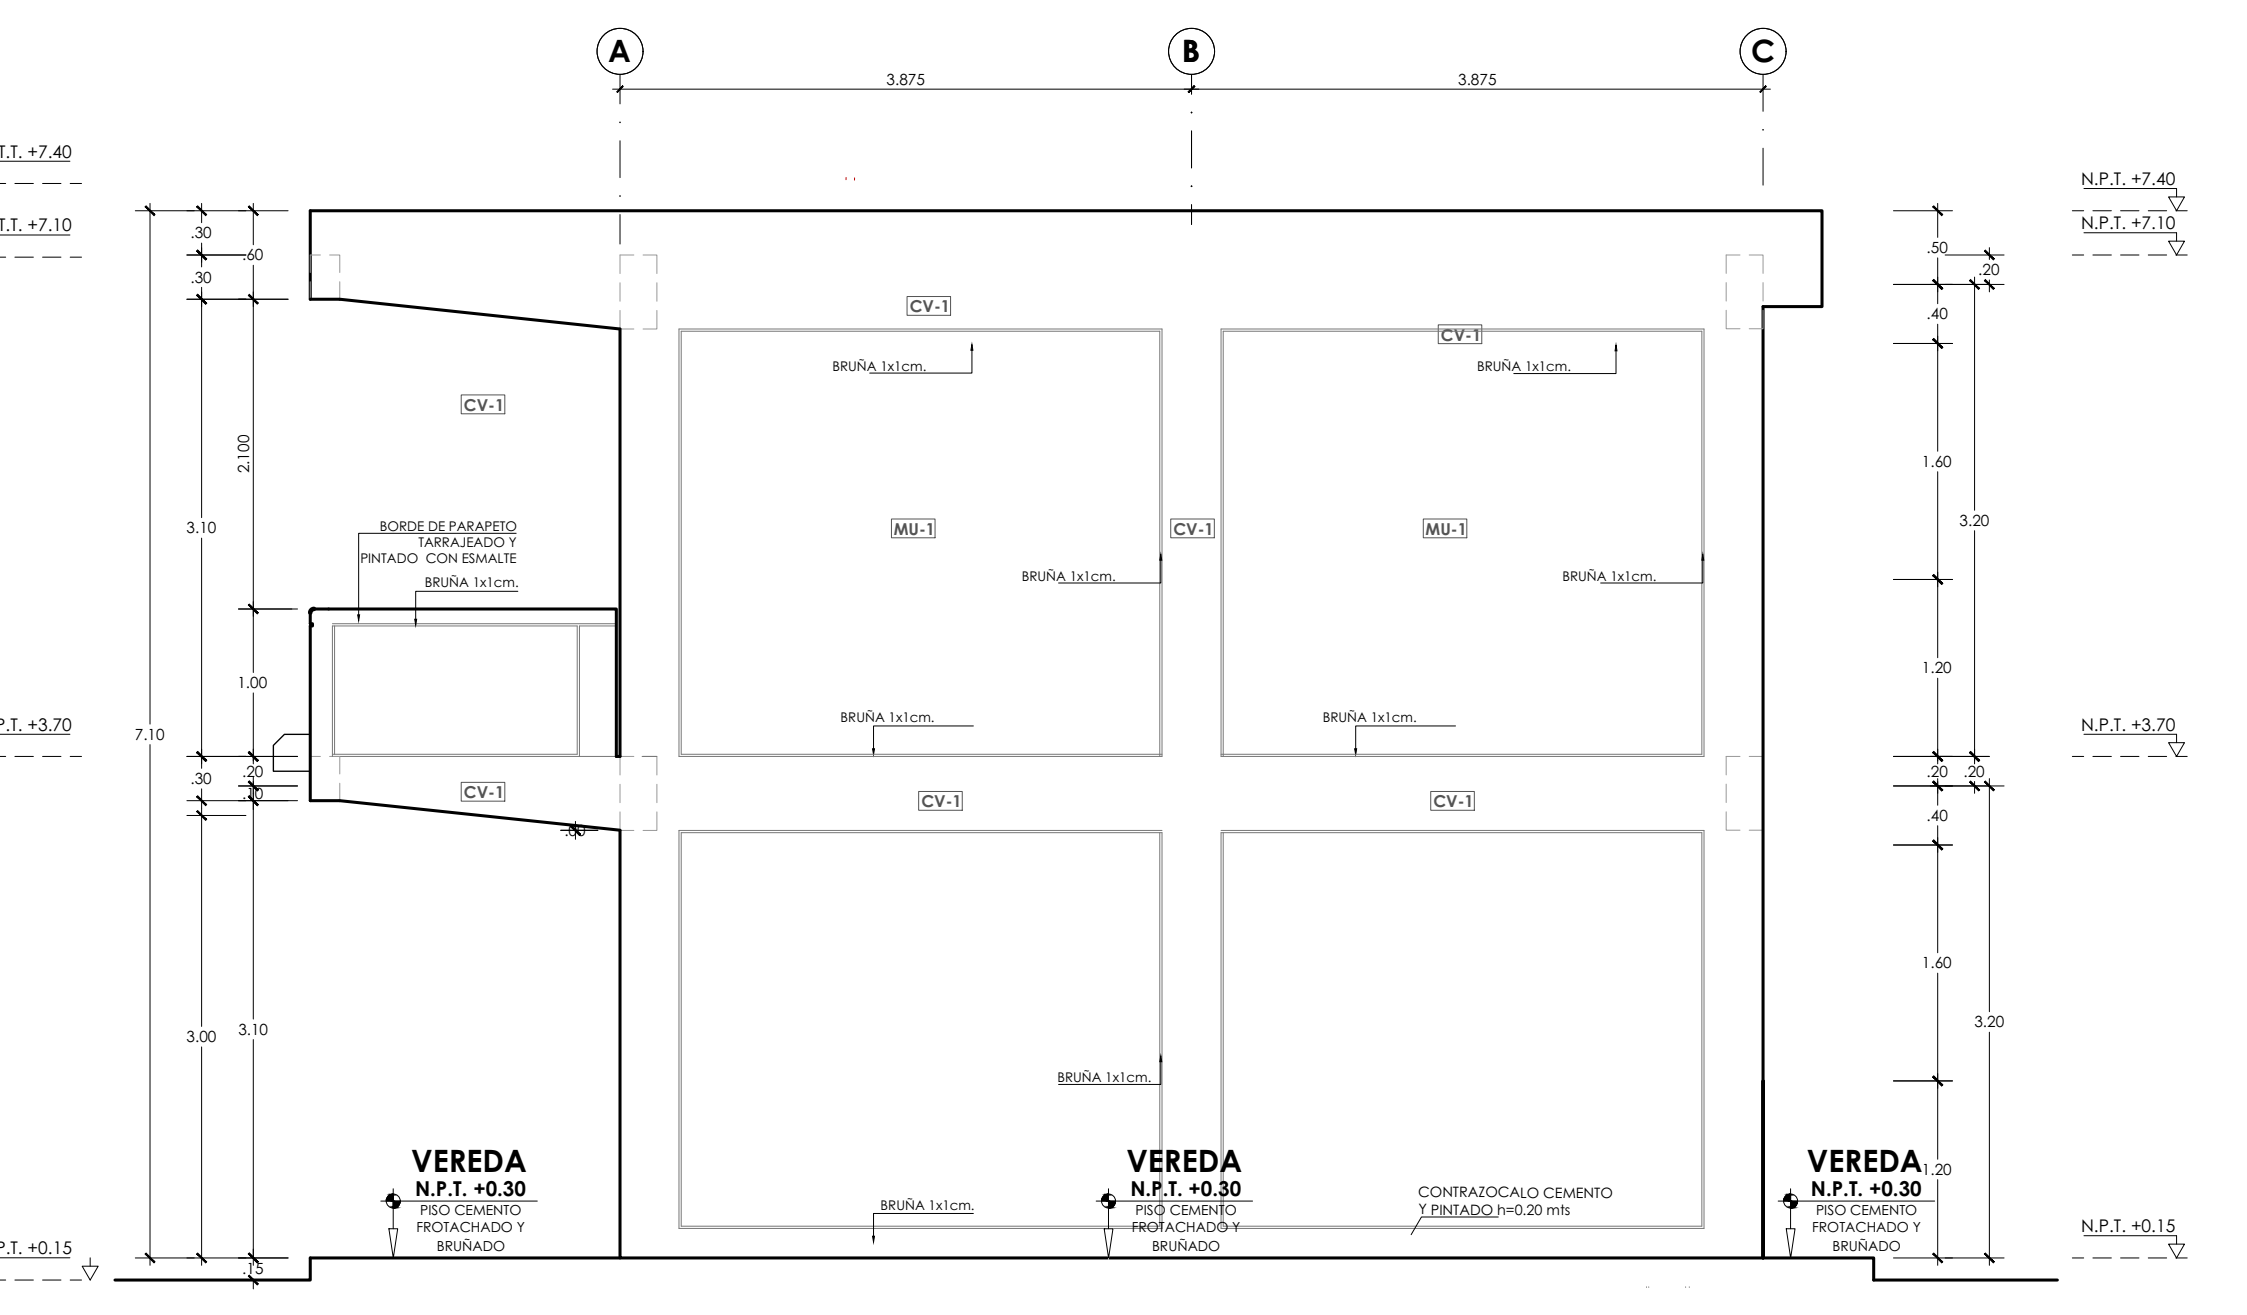 A
B
C
3.875
3.875
T.T. +7.40
T.T. +7.10
P.T. +3.70
P.T. +0.15
N.P.T. +7.40
N.P.T. +7.10
N.P.T. +3.70
N.P.T. +0.15
7.10
.30
.30
3.10
.30
3.00
.60
2.100
1.00
.20
.10
3.10
.15
CV-1
BORDE DE PARAPETO
TARRAJEADO Y
PINTADO CON ESMALTE
BRUÑA 1x1cm.
CV-1
.00
CV-1
CV-1
BRUÑA 1x1cm.
BRUÑA 1x1cm.
MU-1
CV-1
MU-1
BRUÑA 1x1cm.
BRUÑA 1x1cm.
BRUÑA 1x1cm.
BRUÑA 1x1cm.
CV-1
CV-1
BRUÑA 1x1cm.
BRUÑA 1x1cm.
CONTRAZOCALO CEMENTO
Y PINTADO h=0.20 mts
VEREDA
N.P.T. +0.30
PISO CEMENTO
FROTACHADO Y
BRUÑADO
VEREDA
N.P.T. +0.30
PISO CEMENTO
FROTACHADO Y
BRUÑADO
VEREDA
N.P.T. +0.30
PISO CEMENTO
FROTACHADO Y
BRUÑADO
.50
.20
.40
1.60
3.20
1.20
.20
.20
.40
1.60
3.20
1.20